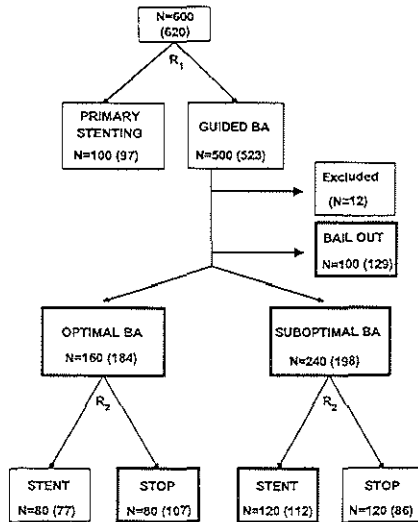 N=600
(620)
R1
PRIMARY
STENTING
N=100 (97)
GUIDED BA
N=500 (523)
Excluded
(N=12)
BAIL OUT
N=100 (129)
OPTIMAL BA
N=160 (184)
SUBOPTIMAL BA
N=240 (198)
R2
R2
STENT
N=80 (77)
STOP
N=80 (107)
STENT
N=120 (112)
STOP
N=120 (86)